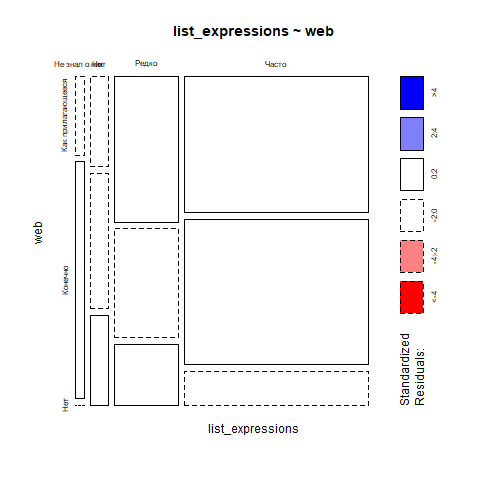 list_expressions ~ web
Не знал о Нет Редко Часто
Как прилагающееся
Конечно
Нет
web
list_expressions
>4
2:4
0:2
-2:0
-4:-2
<-4
Standardized
Residuals: